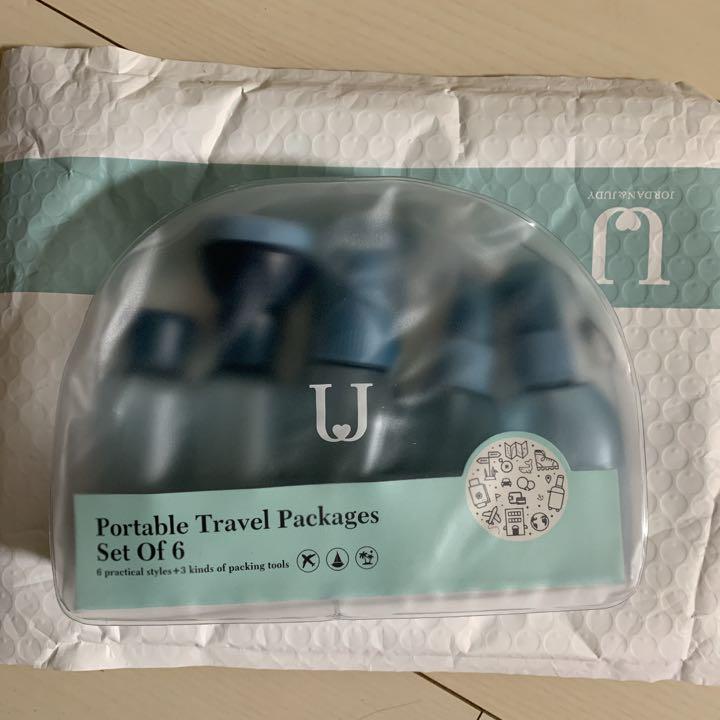 JORDAN&JUDY
Portable Travel Packages
Set Of 6
6 practical styles+3 kinds of packing tools